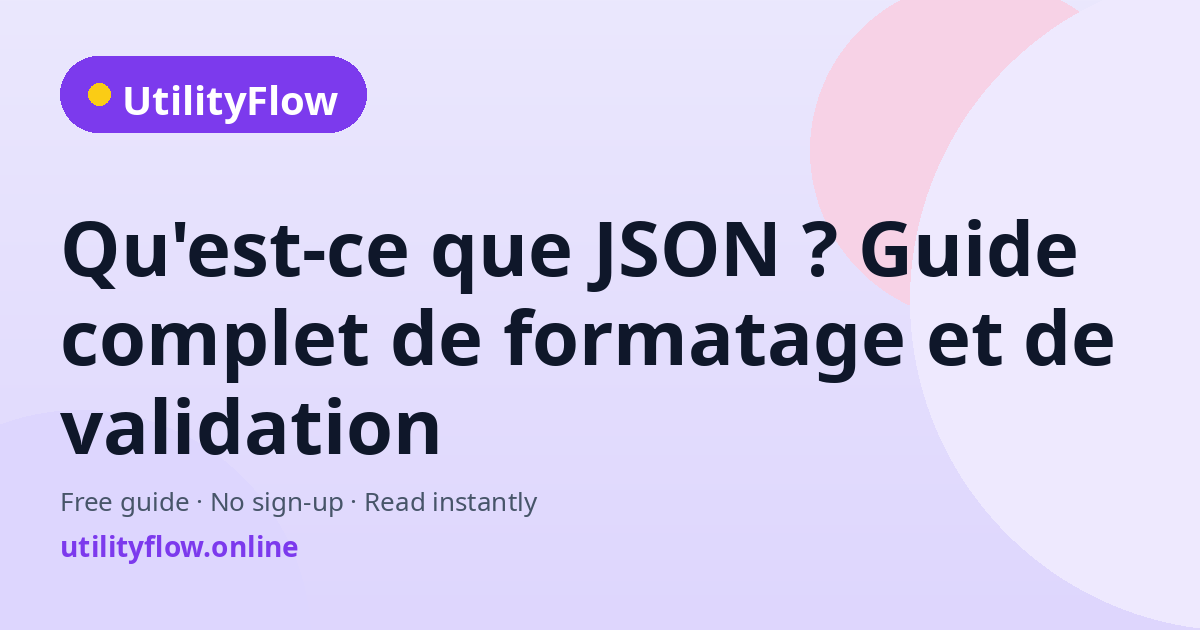 UtilityFlow
Qu'est-ce que JSON ? Guide
complet de formatage et de
validation
Free guide · No sign-up · Read instantly
utilityflow.online